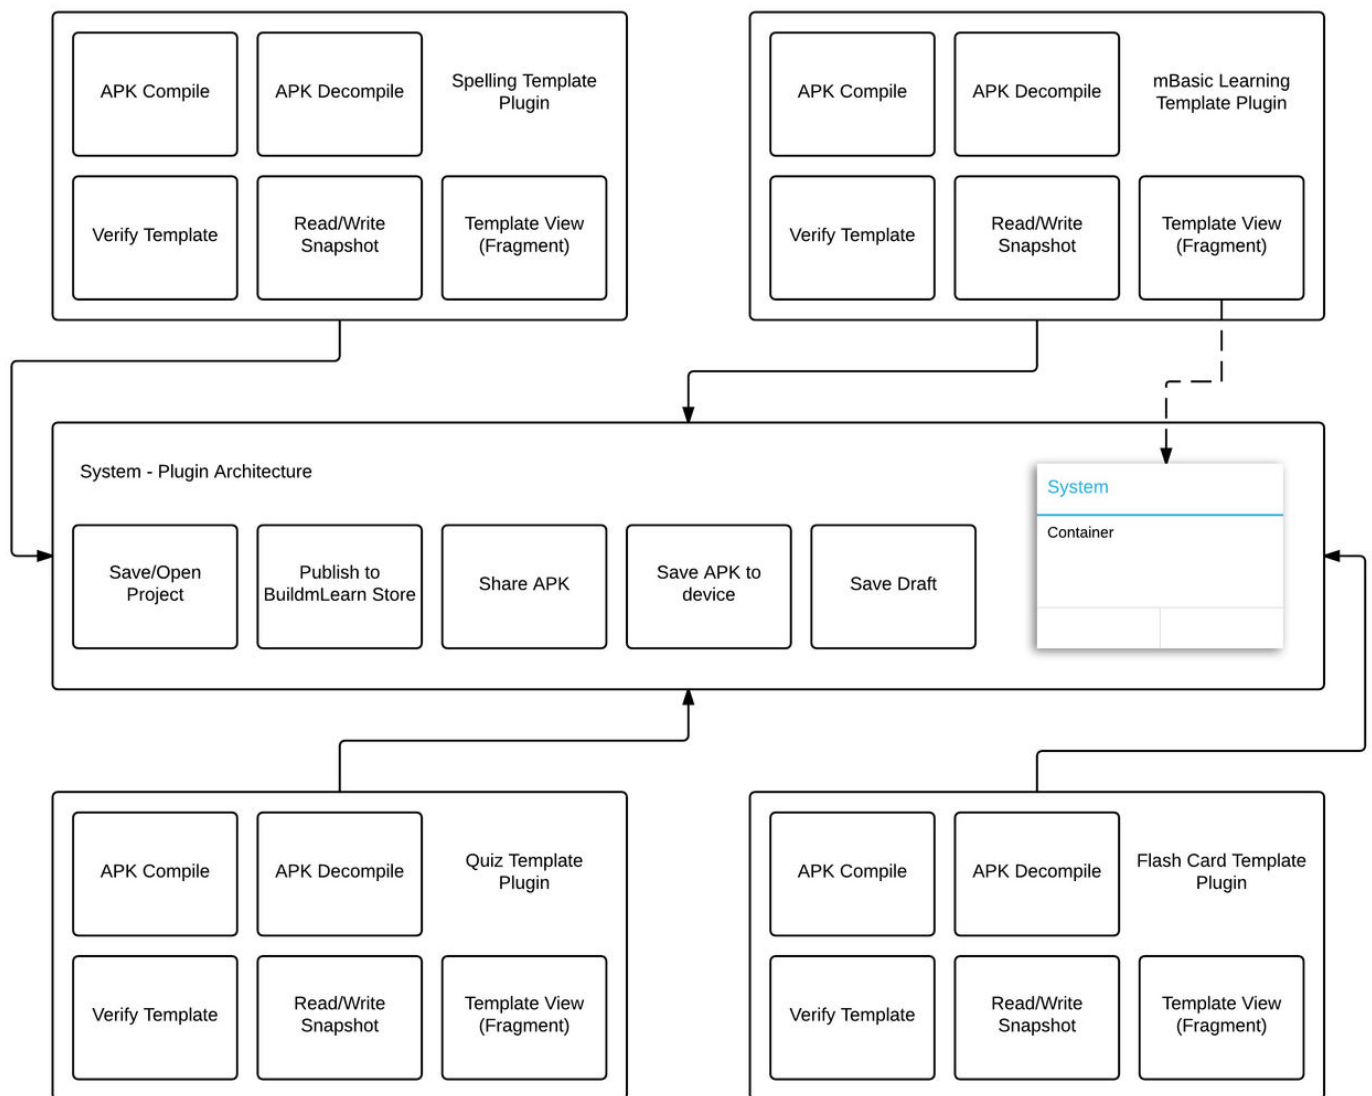 APK Compile
APK Decompile
Spelling Template
Plugin
Verify Template
Read/Write
Snapshot
Template View
(Fragment)
APK Compile
APK Decompile
mBasic Learning
Template Plugin
Verify Template
Read/Write
Snapshot
Template View
(Fragment)
System - Plugin Architecture
Save/Open
Project
Publish to
BuildmLearn Store
Share APK
Save APK to
device
Save Draft
System
Container
APK Compile
APK Decompile
Quiz Template
Plugin
Verify Template
Read/Write
Snapshot
Template View
(Fragment)
APK Compile
APK Decompile
Flash Card Template
Plugin
Verify Template
Read/Write
Snapshot
Template View
(Fragment)